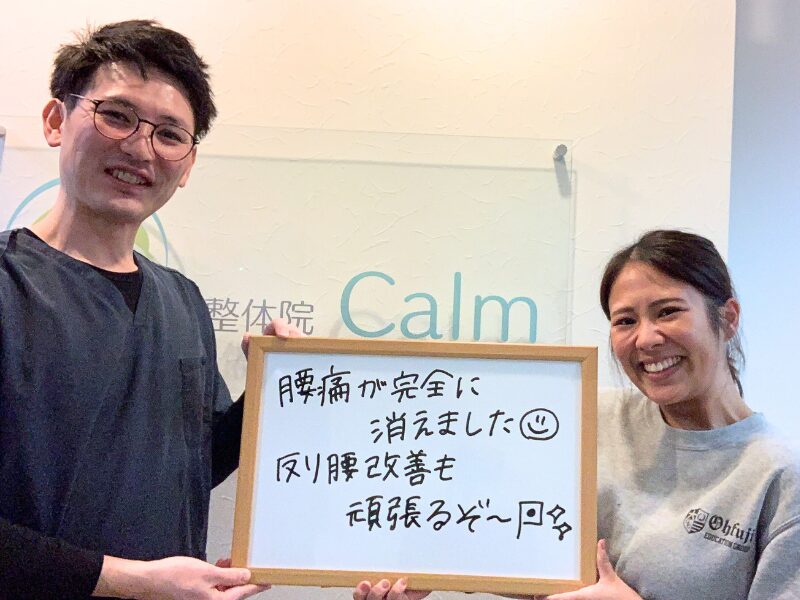 整体院 Calm
腰痛が完全に
消えました
反り腰改善も
頑張るぞ〜
Ohfuji